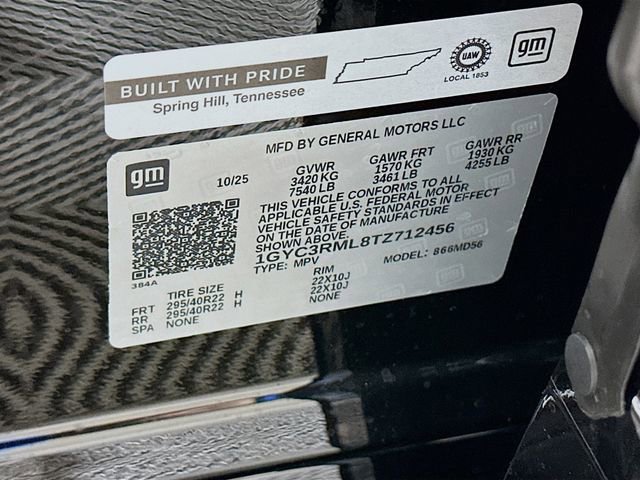 BUILT WITH PRIDE
Spring Hill, Tennessee
UAW
LOCAL 1853
gm
gm
MFD BY GENERAL MOTORS LLC
10/25
GVWR GAWR FRT GAWR RR
3420 KG 1570 KG 1930 KG
7540 LB 3461 LB 4255 LB
THIS VEHICLE CONFORMS TO ALL
APPLICABLE U.S. FEDERAL MOTOR
VEHICLE SAFETY STANDARDS IN EFFECT
ON THE DATE OF MANUFACTURE
SHOWN ABOVE.
1GYC3RML8TZ712456
TYPE: MPV MODEL: 866MD56
384A
TIRE SIZE RIM
FRT 295/40R22 H 22X10J
RR 295/40R22 H 22X10J
SPA NONE NONE